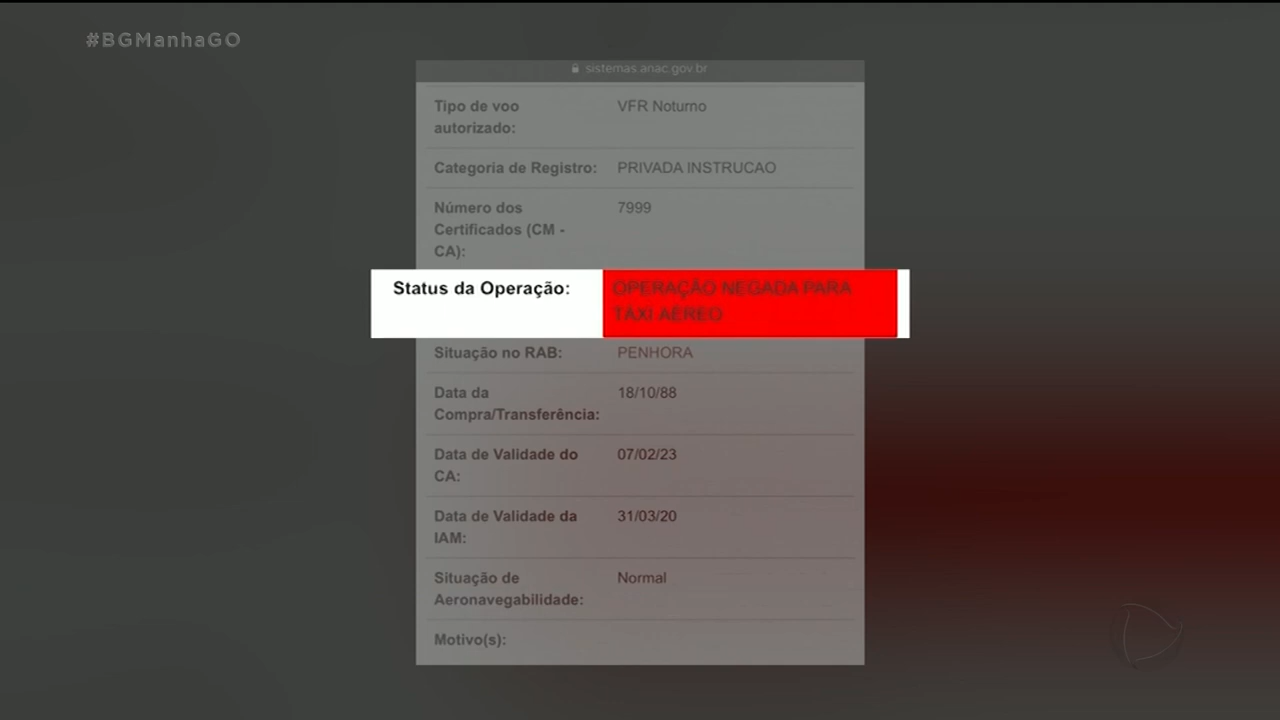 #BGManhaGO
sistemas.anac.gov.br
Tipo de voo
autorizado:
VFR Noturno
Categoria de Registro:
PRIVADA INSTRUCAO
Número dos
Certificados (CM -
CA):
7999
Status da Operação:
OPERAÇÃO NEGADA PARA
TÁXI AÉREO
Situação no RAB:
PENHORA
Data da
Compra/Transferência:
18/10/88
Data de Validade do
CA:
07/02/23
Data de Validade da
IAM:
31/03/20
Situação de
Aeronavegabilidade:
Normal
Motivo(s):